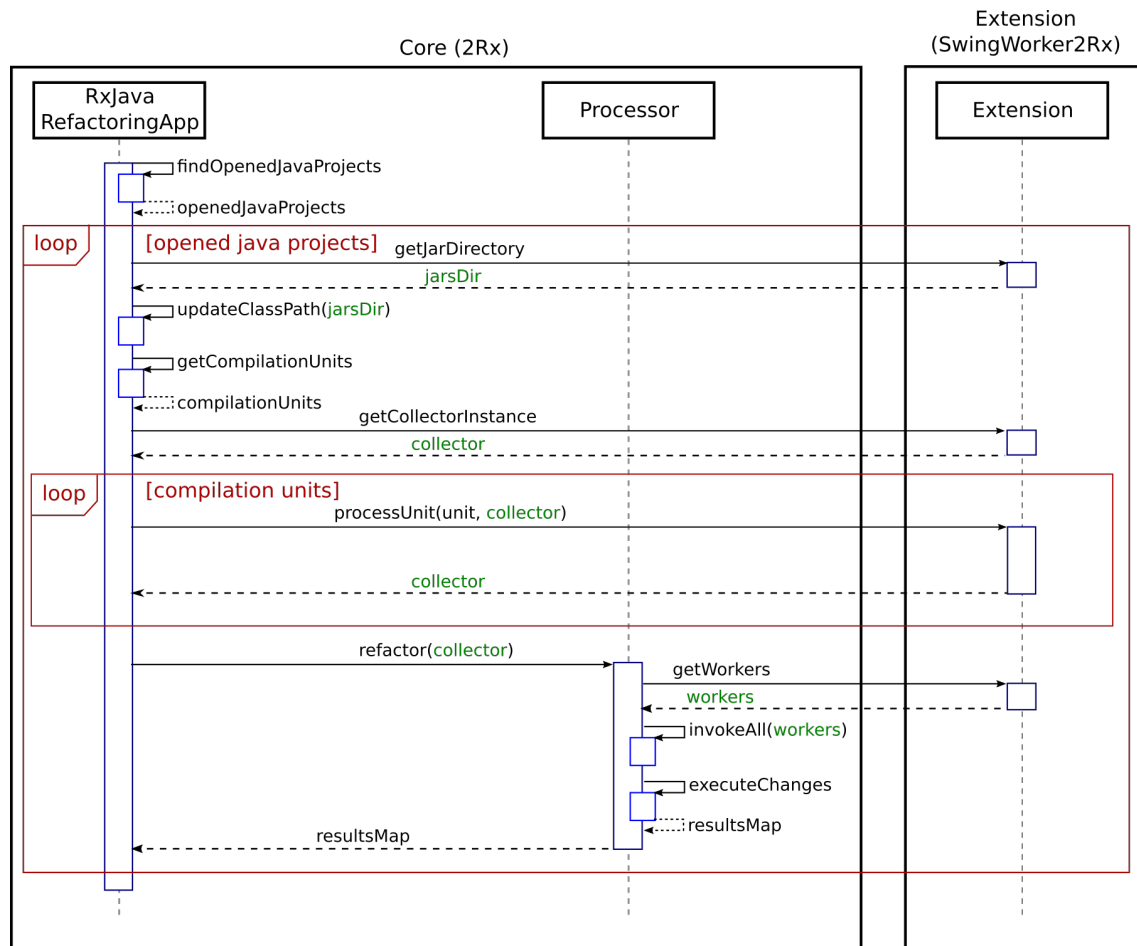 Extension
(SwingWorker2Rx)
Core (2Rx)
RxJava
RefactoringApp
Processor
Extension
findOpenedJavaProjects
openedJavaProjects
loop [opened java projects]
getJarDirectory
jarsDir
updateClassPath(jarsDir)
getCompilationUnits
compilationUnits
getCollectorInstance
collector
loop [compilation units]
processUnit(unit, collector)
collector
refactor(collector)
getWorkers
workers
invokeAll(workers)
executeChanges
resultsMap
resultsMap